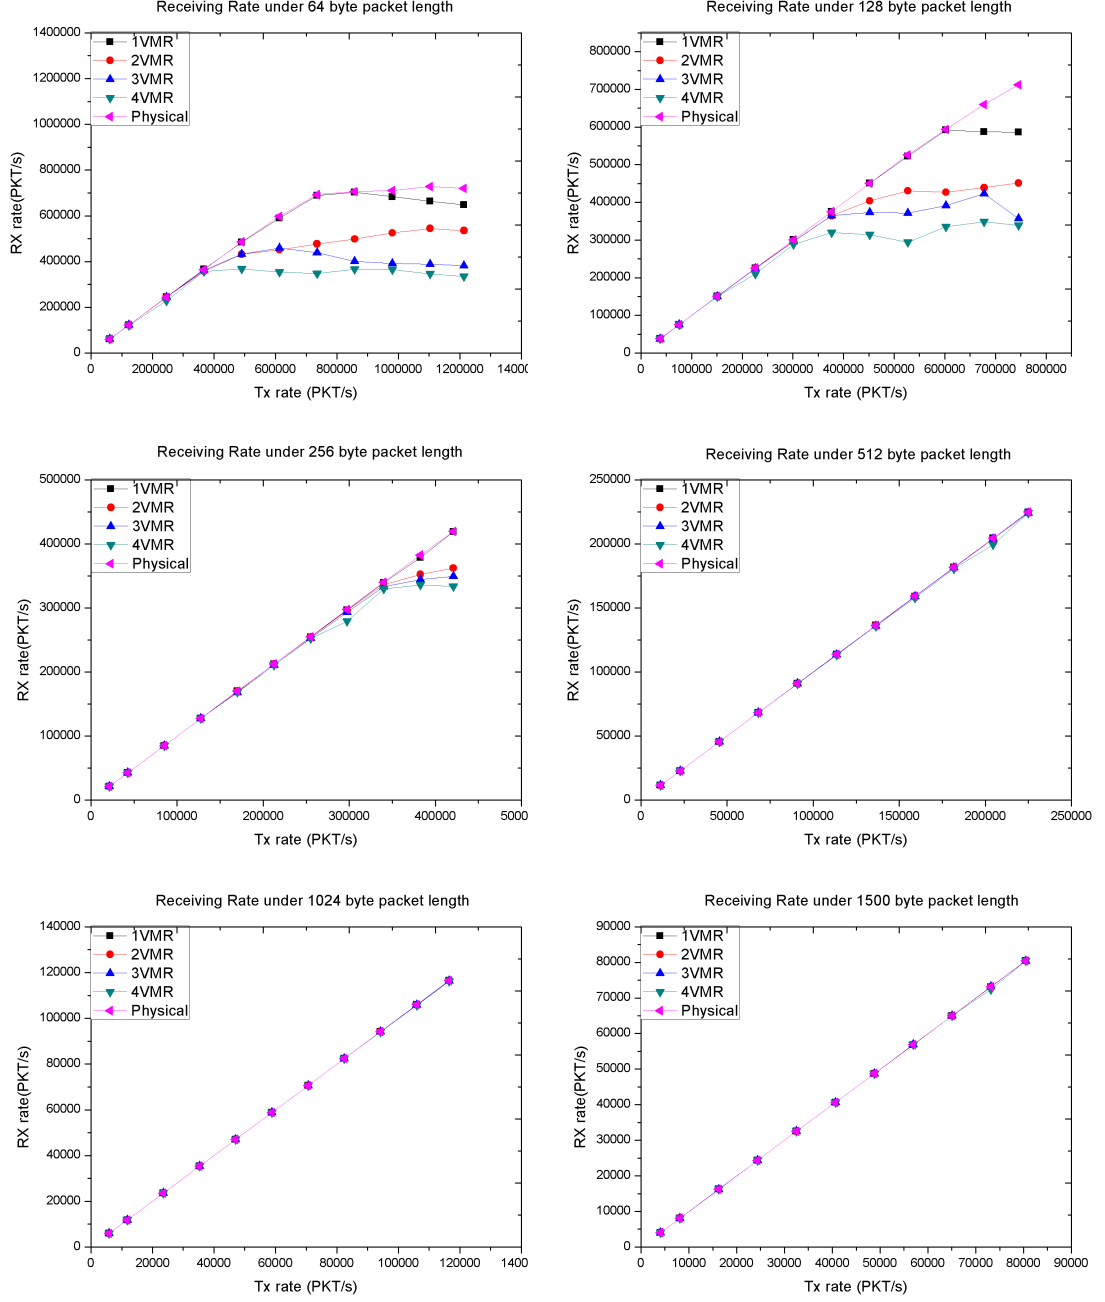 Receiving Rate under 64 byte packet length
1400000
1200000
1000000
800000
600000
400000
200000
0
RX rate(PKT/s)
1VMR
2VMR
3VMR
4VMR
Physical
0 200000 400000 600000 800000 1000000 1200000 14000
Tx rate (PKT/s)
Receiving Rate under 128 byte packet length
800000
700000
600000
500000
400000
300000
200000
100000
0
RX rate(PKT/s)
1VMR
2VMR
3VMR
4VMR
Physical
0 100000 200000 300000 400000 500000 600000 700000 800000
Tx rate (PKT/s)
Receiving Rate under 256 byte packet length
500000
400000
300000
200000
100000
0
RX rate(PKT/s)
1VMR
2VMR
3VMR
4VMR
Physical
0 100000 200000 300000 400000 5000
Tx rate (PKT/s)
Receiving Rate under 512 byte packet length
250000
200000
150000
100000
50000
0
RX rate(PKT/s)
1VMR
2VMR
3VMR
4VMR
Physical
0 50000 100000 150000 200000 250000
Tx rate (PKT/s)
Receiving Rate under 1024 byte packet length
140000
120000
100000
80000
60000
40000
20000
0
RX rate(PKT/s)
1VMR
2VMR
3VMR
4VMR
Physical
0 20000 40000 60000 80000 100000 120000 1400
Tx rate (PKT/s)
Receiving Rate under 1500 byte packet length
90000
80000
70000
60000
50000
40000
30000
20000
10000
0
RX rate(PKT/s)
1VMR
2VMR
3VMR
4VMR
Physical
0 10000 20000 30000 40000 50000 60000 70000 80000 90000
Tx rate (PKT/s)